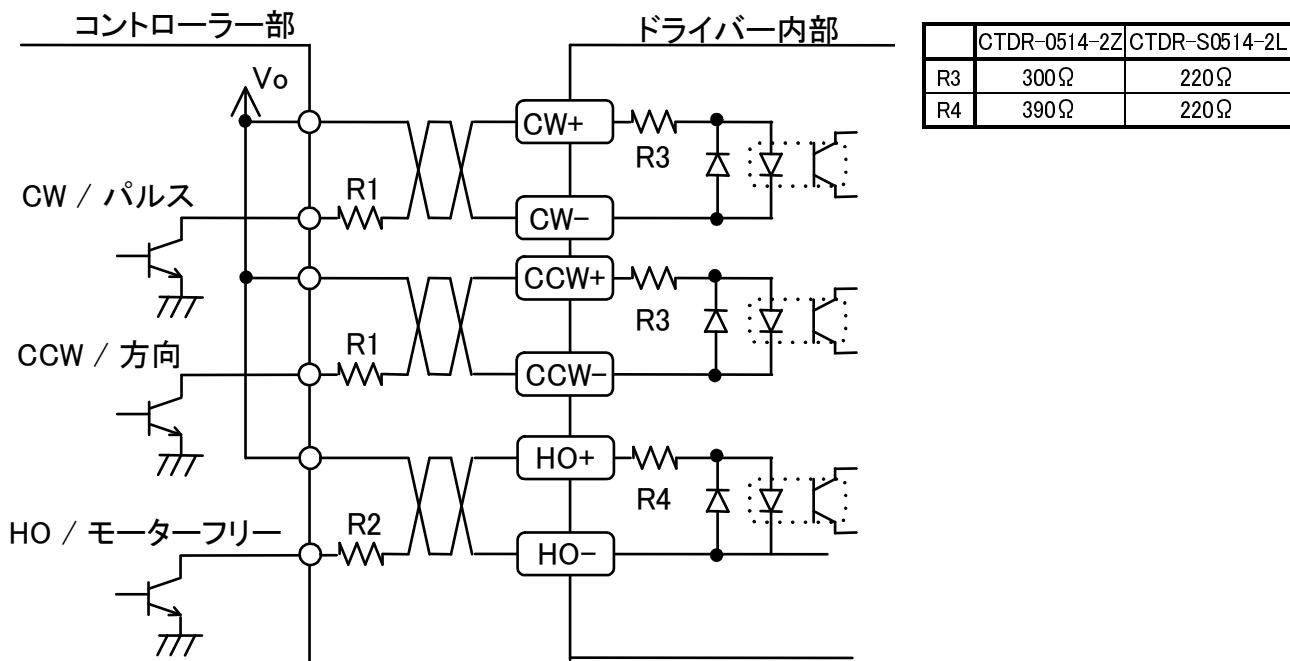 コントローラー部
ドライバー内部
CTDR-0514-2Z CTDR-S0514-2L
R3 300Ω 220Ω
R4 390Ω 220Ω
Vo
CW+
R3
CW / パルス
R1
CW-
CCW+
R3
CCW / 方向
R1
CCW-
HO+
R4
HO / モーターフリー
R2
HO-